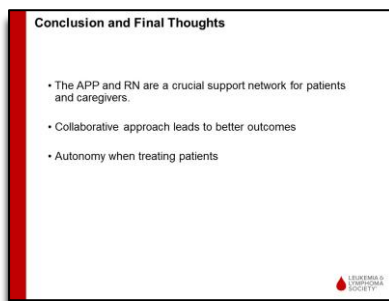 Conclusion and Final Thoughts
• The APP and RN are a crucial support network for patients
and caregivers.
• Collaborative approach leads to better outcomes
• Autonomy when treating patients
LEUKEMIA &
LYMPHOMA
SOCIETY